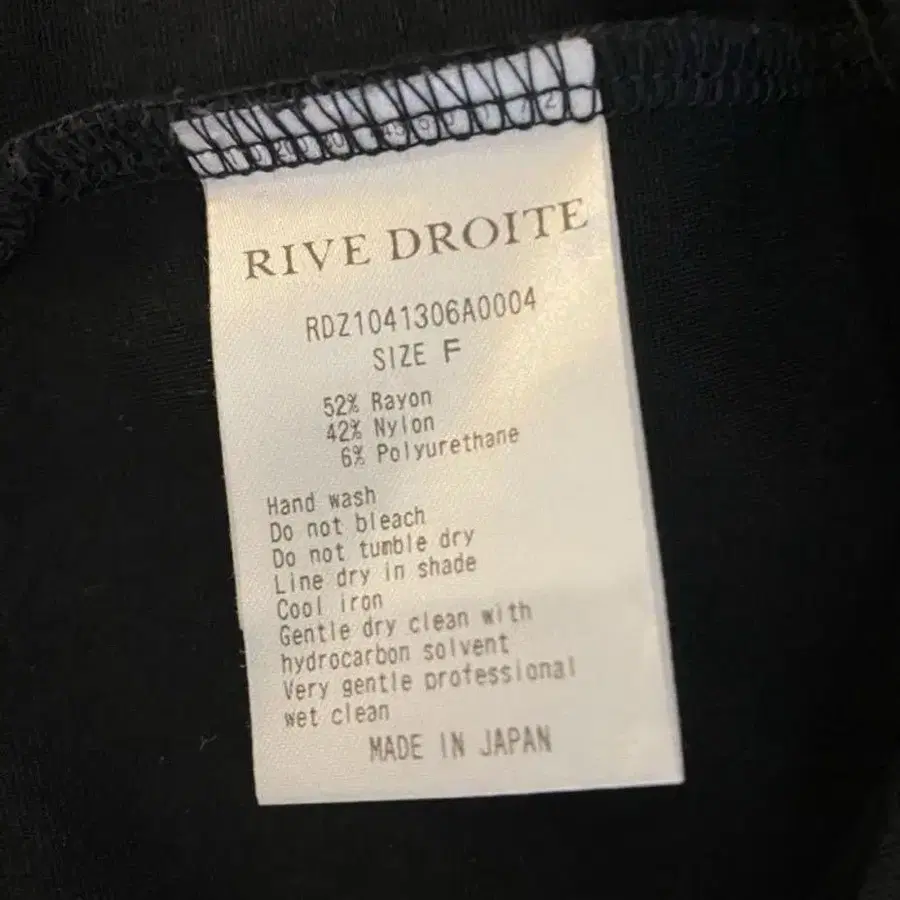 RIVE DROITE
RDZ1041306A0004
SIZE F
52% Rayon
42% Nylon
6% Polyurethane
Hand wash
Do not bleach
Do not tumble dry
Line dry in shade
Cool iron
Gentle dry clean with
hydrocarbon solvent
Very gentle professional
wet clean
MADE IN JAPAN